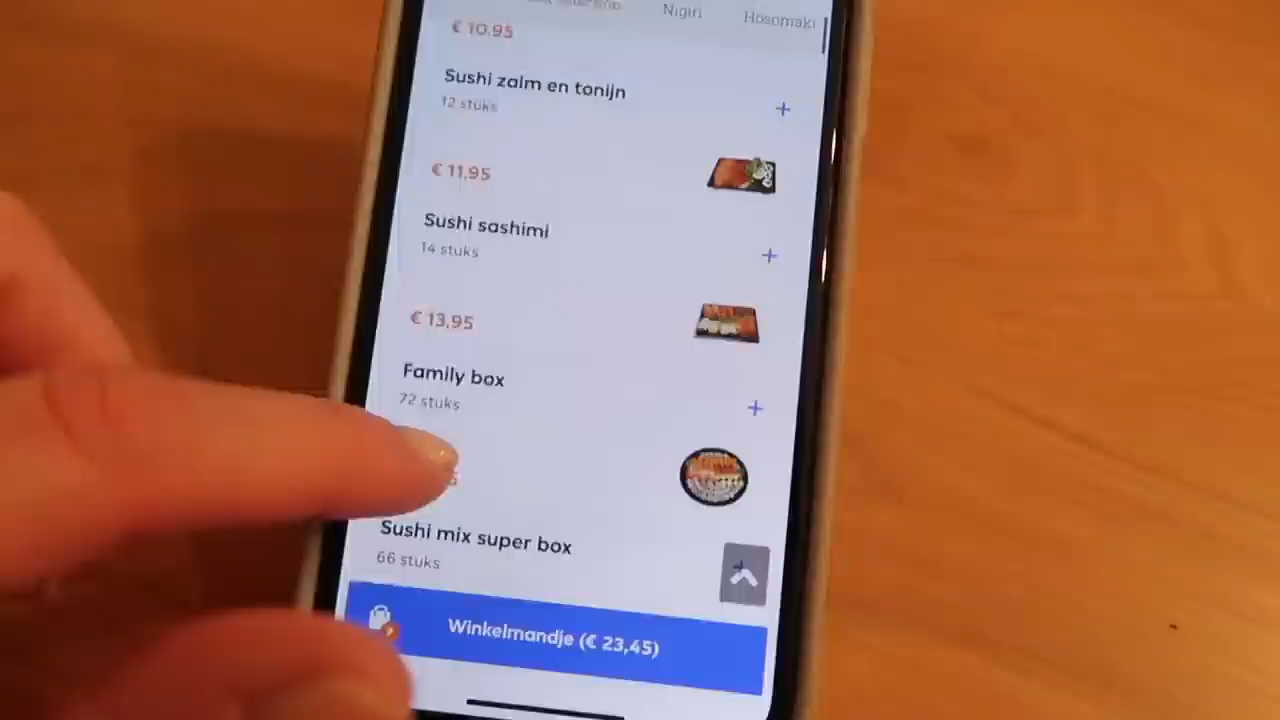 Nigiri
Hosomaki
€ 10,95
Sushi zalm en tonijn
12 stuks
+
€ 11,95
Sushi sashimi
14 stuks
+
€ 13,95
Family box
72 stuks
+
Sushi mix super box
66 stuks
Winkelmandje (€ 23,45)